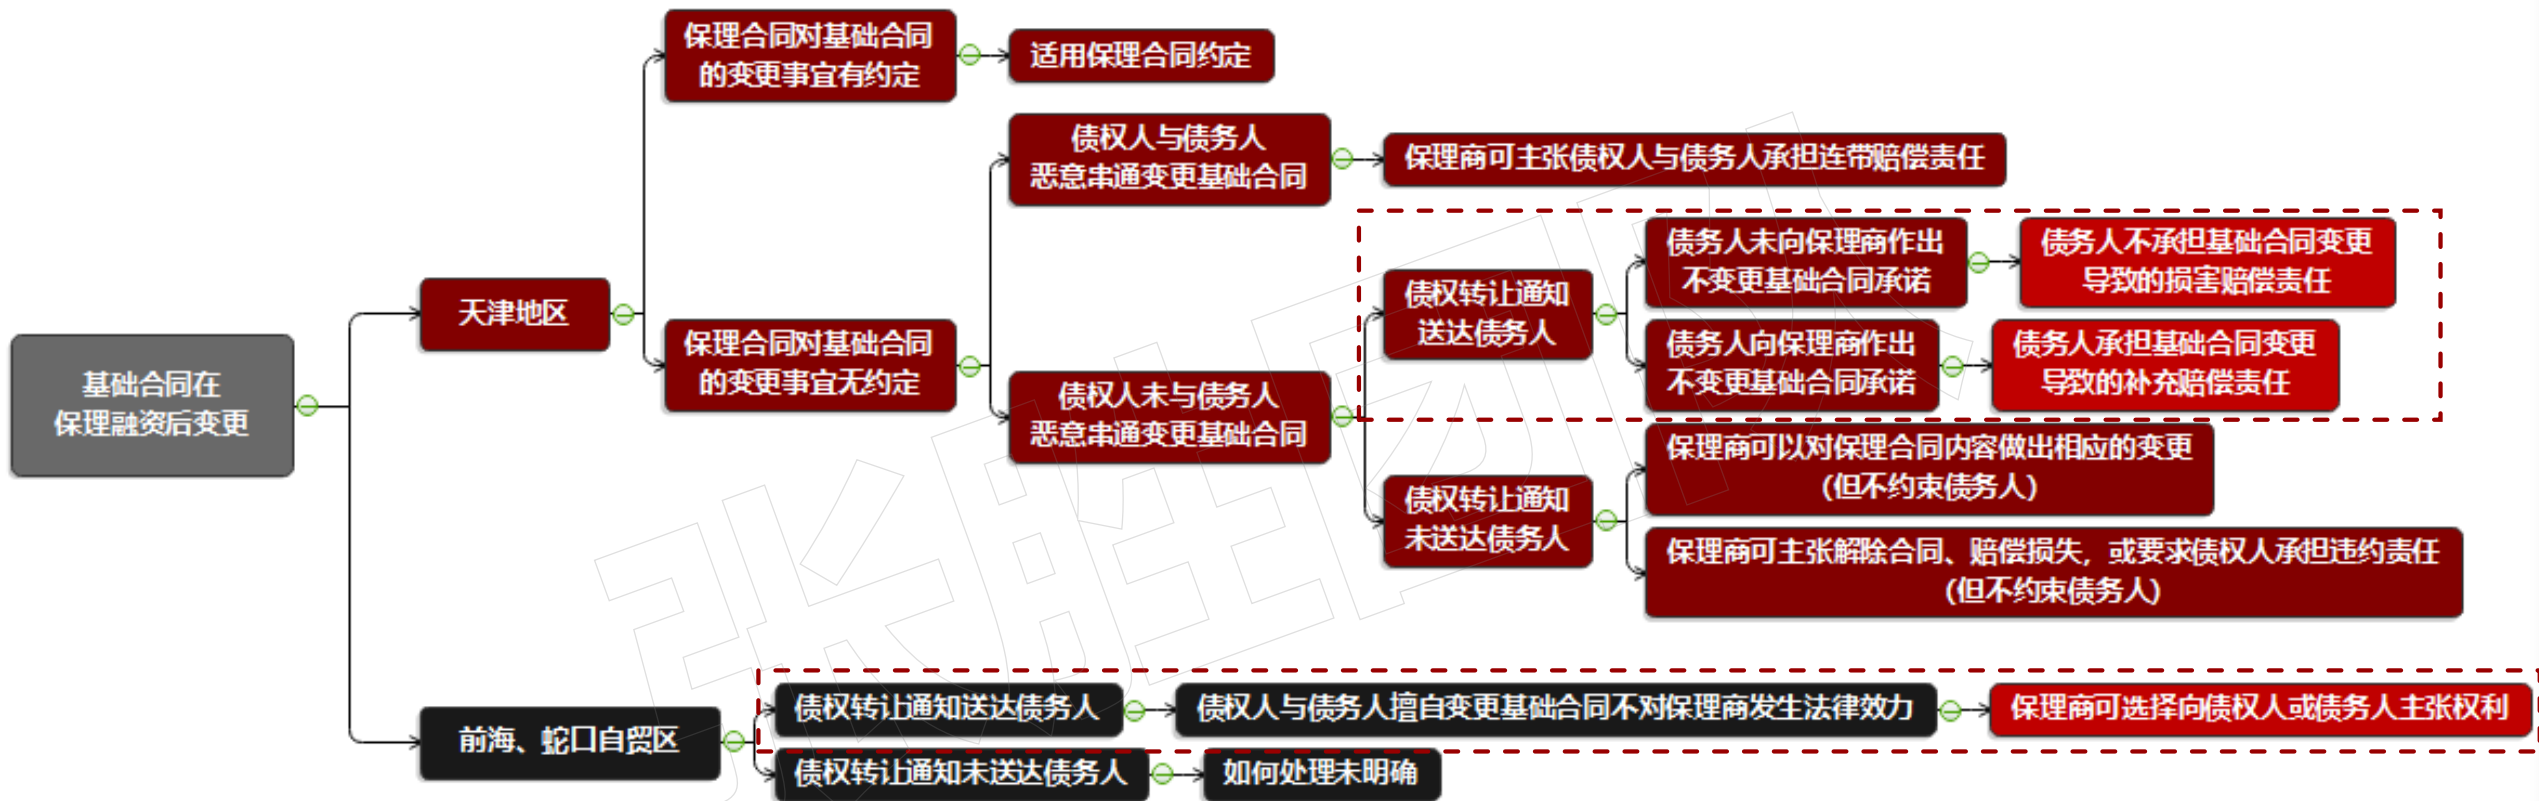 基础合同在
保理融资后变更
天津地区
保理合同对基础合同
的变更事宜有约定
适用保理合同约定
保理合同对基础合同
的变更事宜无约定
债权人与债务人
恶意串通变更基础合同
保理商可主张债权人与债务人承担连带赔偿责任
债权人未与债务人
恶意串通变更基础合同
债权转让通知
送达债务人
债务人未向保理商作出
不变更基础合同承诺
债务人不承担基础合同变更
导致的损害赔偿责任
债务人向保理商作出
不变更基础合同承诺
债务人承担基础合同变更
导致的补充赔偿责任
债权转让通知
未送达债务人
保理商可以对保理合同内容做出相应的变更
（但不约束债务人）
保理商可主张解除合同、赔偿损失，或要求债权人承担违约责任
（但不约束债务人）
前海、蛇口自贸区
债权转让通知送达债务人
债权人与债务人擅自变更基础合同不对保理商发生法律效力
保理商可选择向债权人或债务人主张权利
债权转让通知未送达债务人
如何处理未明确